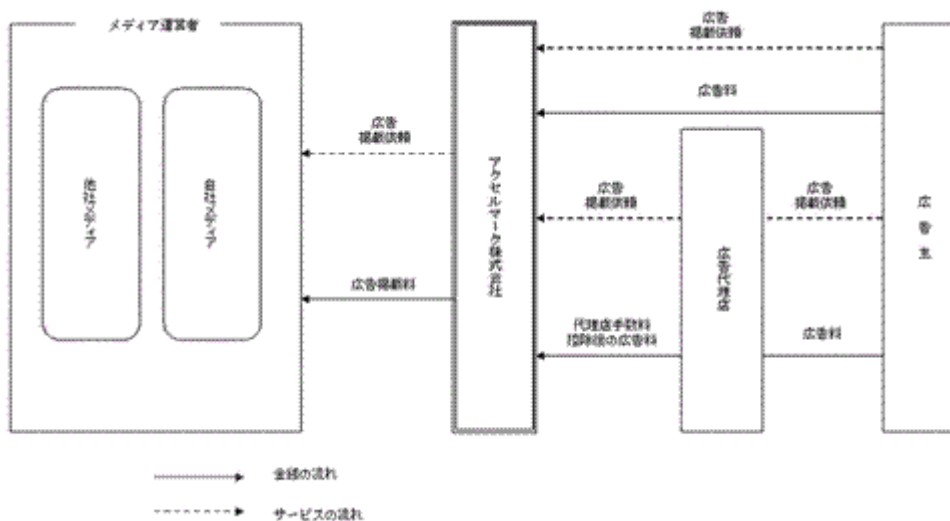 メディア運営者
他社メディア
自社メディア
広告
掲載依頼
広告掲載料
アクセルマーク株式会社
広告
掲載依頼
広告料
広告
掲載依頼
代理店手数料
控除後の広告料
広告代理店
広告
掲載依頼
広告料
広告主
金銭の流れ
サービスの流れ